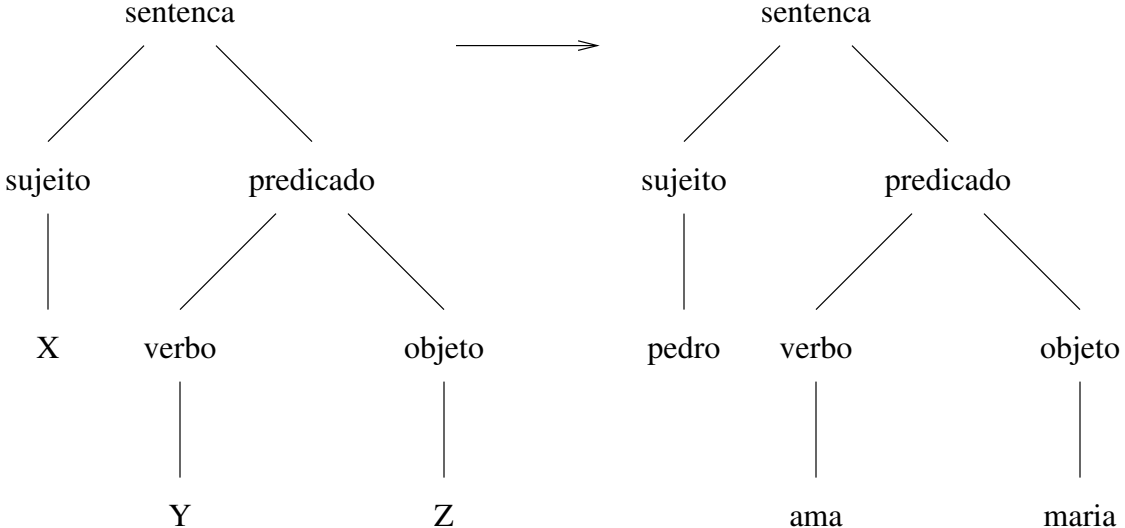 sentenca sentenca
sujeito predicado sujeito predicado
X verbo objeto pedro verbo objeto
Y Z ama maria